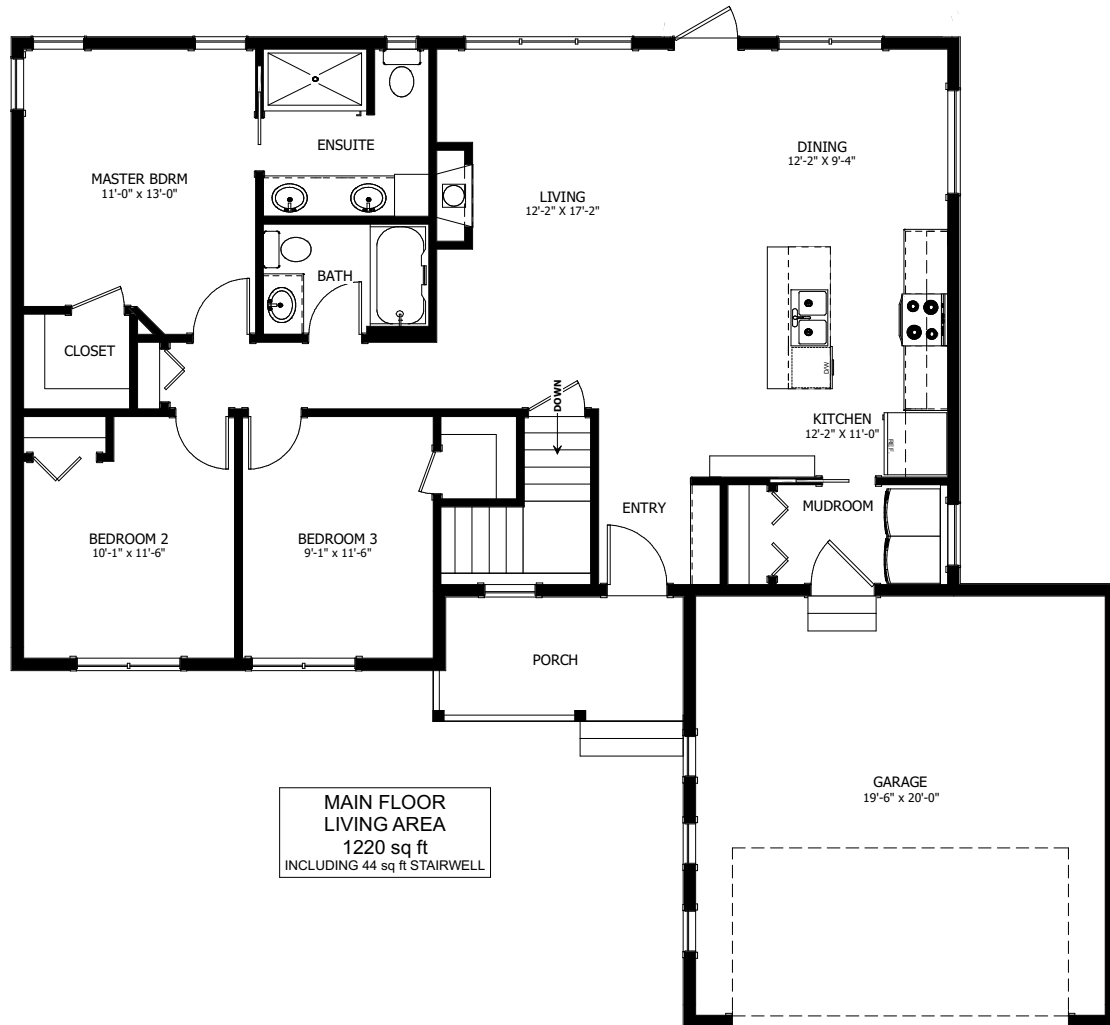 ENSUITE
MASTER BDRM
11'-0" x 13'-0"
LIVING
12'-2" X 17'-2"
DINING
12'-2" X 9'-4"
BATH
CLOSET
DOWN
D/W
KITCHEN
12'-2" X 11'-0"
REF
BEDROOM 2
10'-1" x 11'-6"
BEDROOM 3
9'-1" x 11'-6"
ENTRY
MUDROOM
PORCH
GARAGE
19'-6" x 20'-0"
MAIN FLOOR
LIVING AREA
1220 sq ft
INCLUDING 44 sq ft STAIRWELL